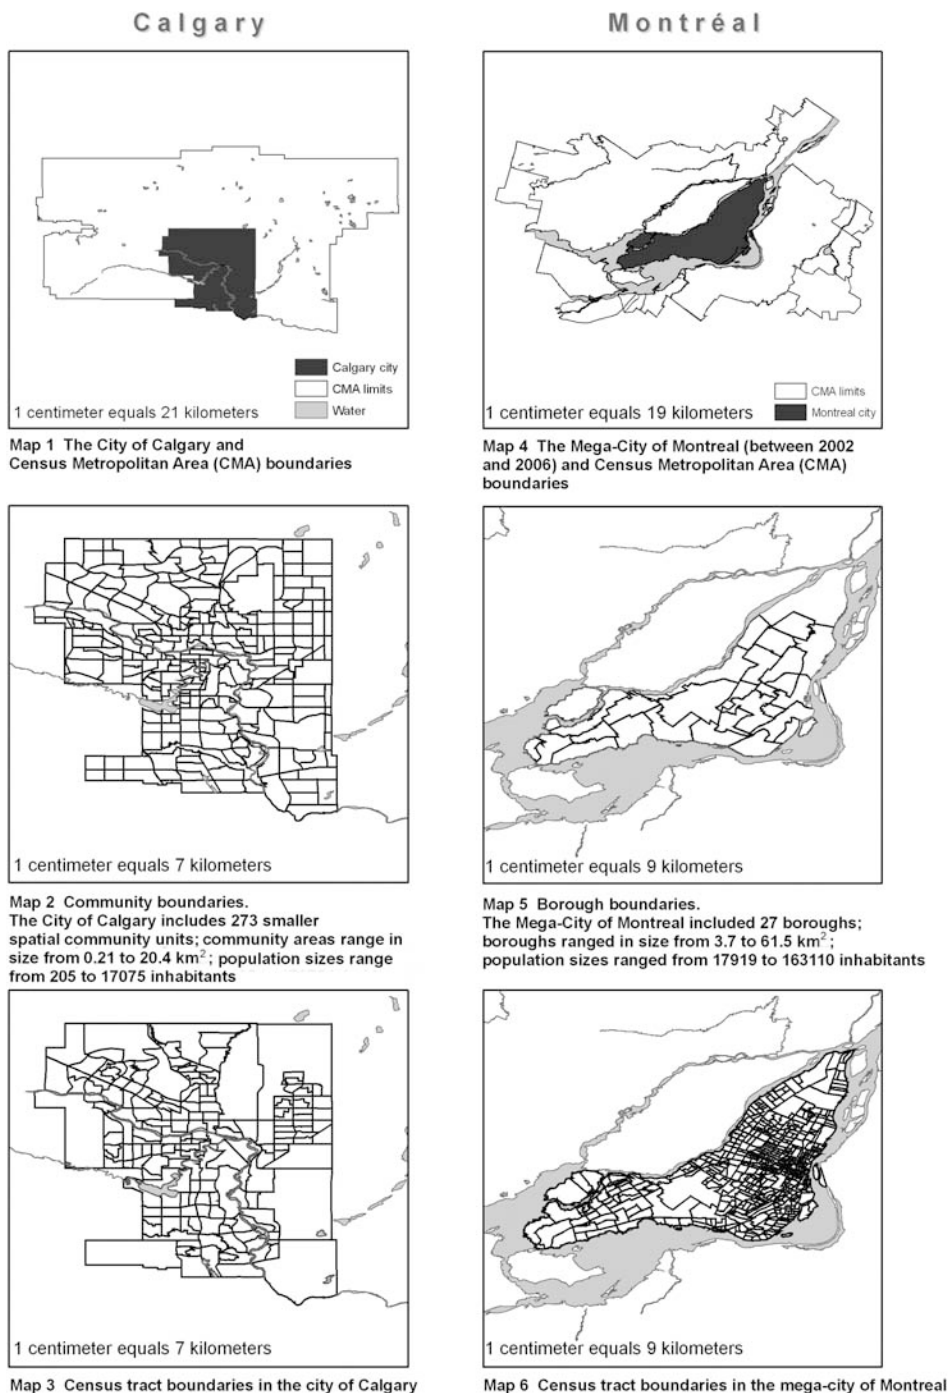 Calgary
Calgary city
CMA limits
Water
1 centimeter equals 21 kilometers
Map 1 The City of Calgary and
Census Metropolitan Area (CMA) boundaries
1 centimeter equals 7 kilometers
Map 2 Community boundaries.
The City of Calgary includes 273 smaller
spatial community units; community areas range in
size from 0.21 to 20.4 km²; population sizes range
from 205 to 17075 inhabitants
1 centimeter equals 7 kilometers
Map 3 Census tract boundaries in the city of Calgary
Montréal
CMA limits
Montreal city
1 centimeter equals 19 kilometers
Map 4 The Mega-City of Montreal (between 2002
and 2006) and Census Metropolitan Area (CMA)
boundaries
1 centimeter equals 9 kilometers
Map 5 Borough boundaries.
The Mega-City of Montreal included 27 boroughs;
boroughs ranged in size from 3.7 to 61.5 km²;
population sizes ranged from 17919 to 163110 inhabitants
1 centimeter equals 9 kilometers
Map 6 Census tract boundaries in the mega-city of Montreal